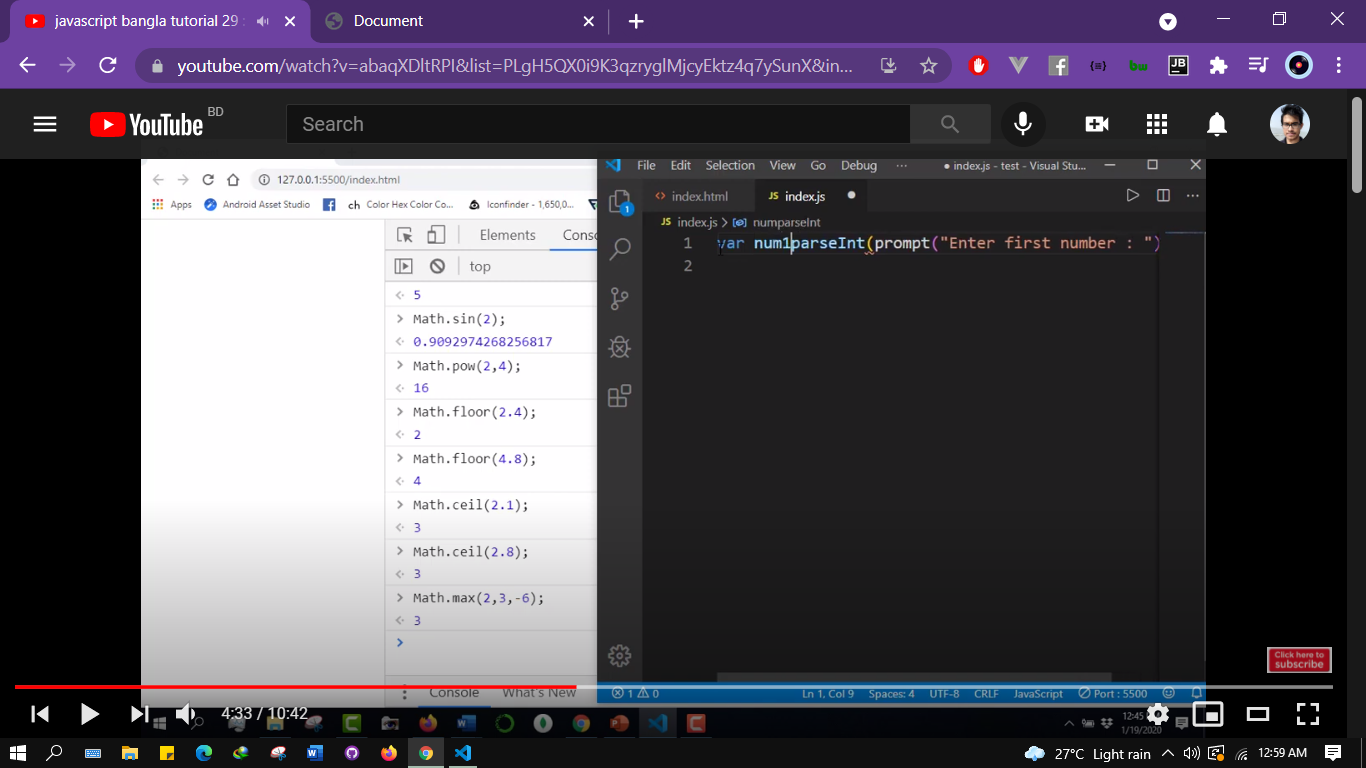 javascript bangla tutorial 29 :
Document
youtube.com/watch?v=abaqXDltRPI&list=PLgH5QX0i9K3qzryglMjcyEktz4q7ySunX&in...
bw
JB
YouTube BD
Search
127.0.0.1:5500/index.html
Apps Android Asset Studio ch Color Hex Color Co... Iconfinder - 1,650,0...
Elements Conso
top
5
Math.sin(2);
0.9092974268256817
Math.pow(2,4);
16
Math.floor(2.4);
2
Math.floor(4.8);
4
Math.ceil(2.1);
3
Math.ceil(2.8);
3
Math.max(2,3,-6);
3
Console What's New
File Edit Selection View Go Debug ... ● index.js - test - Visual Stu...
index.html JS index.js ●
JS index.js > numparseInt
1 var num1parseInt(prompt("Enter first number : ")
2
1
Click here to
subscribe
1 0 Ln 1, Col 9 Spaces: 4 UTF-8 CRLF JavaScript Port : 5500
12:45
1/19/2020
4:33 / 10:42
27°C Light rain 12:59 AM